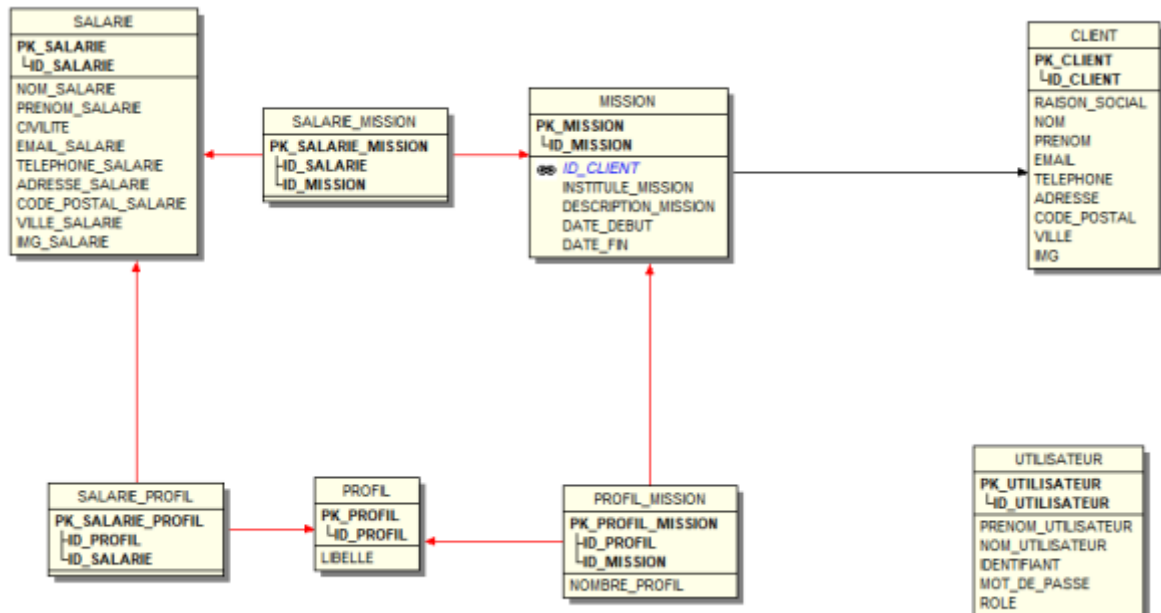 SALARIE
PK_SALARIE
ID_SALARIE
NOM_SALARIE
PRENOM_SALARIE
CIVILITE
EMAIL_SALARIE
TELEPHONE_SALARIE
ADRESSE_SALARIE
CODE_POSTAL_SALARIE
VILLE_SALARIE
IMG_SALARIE
SALARIE_MISSION
PK_SALARIE_MISSION
ID_SALARIE
ID_MISSION
MISSION
PK_MISSION
ID_MISSION
ID_CLIENT
INSTITULE_MISSION
DESCRIPTION_MISSION
DATE_DEBUT
DATE_FIN
CLIENT
PK_CLIENT
ID_CLIENT
RAISON_SOCIAL
NOM
PRENOM
EMAIL
TELEPHONE
ADRESSE
CODE_POSTAL
VILLE
IMG
SALARIE_PROFIL
PK_SALARIE_PROFIL
ID_PROFIL
ID_SALARIE
PROFIL
PK_PROFIL
ID_PROFIL
LIBELLE
PROFIL_MISSION
PK_PROFIL_MISSION
ID_PROFIL
ID_MISSION
NOMBRE_PROFIL
UTILISATEUR
PK_UTILISATEUR
ID_UTILISATEUR
PRENOM_UTILISATEUR
NOM_UTILISATEUR
IDENTIFIANT
MOT_DE_PASSE
ROLE